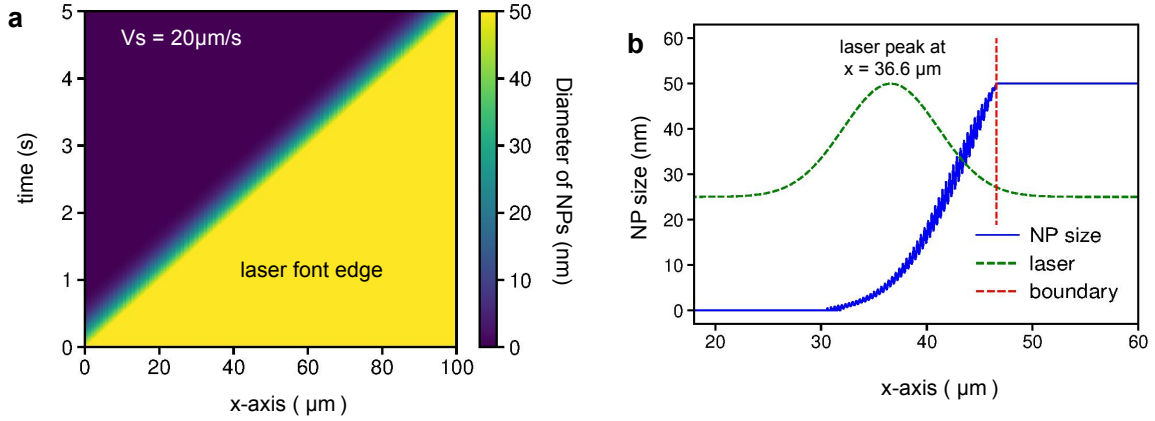 a
Vs = 20µm/s
laser font edge
5
4
3
2
1
0
time (s)
0 20 40 60 80 100
x-axis ( µm )
50
40
30
20
10
0
Diameter of NPs (nm)
b
laser peak at
x = 36.6 µm
60
50
40
30
20
10
0
NP size (nm)
NP size
laser
boundary
20 30 40 50 60
x-axis ( µm )